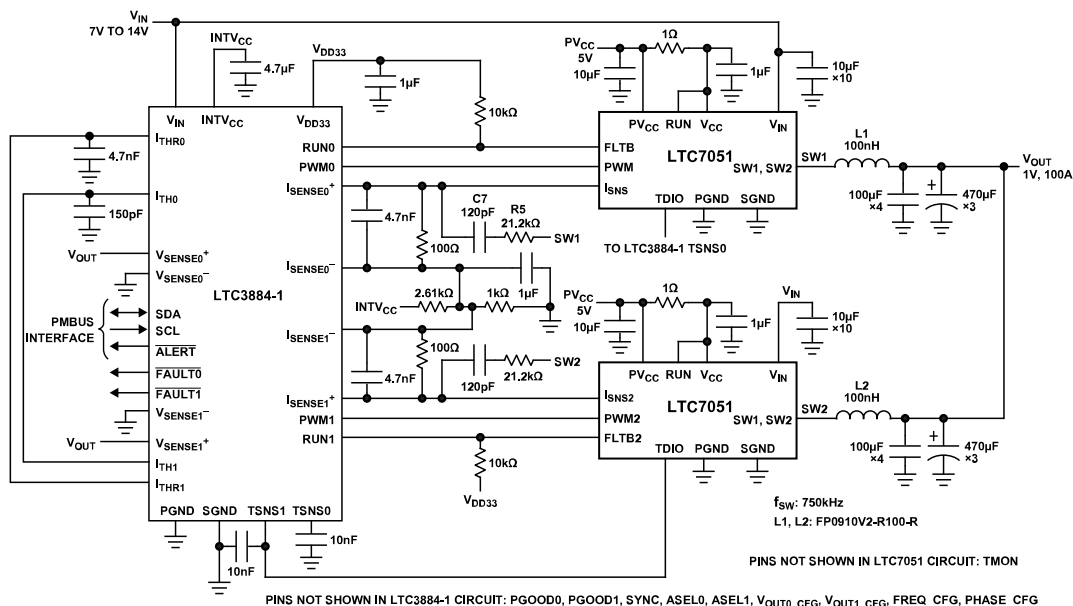 VIN
7V TO 14V
INTVCC
4.7µF
VDD33
1µF
10kΩ
PVCC
5V
10µF
1Ω
1µF
10µF
×10
VIN
INTVCC
VDD33
PVCC
RUN
VCC
VIN
ITHR0
4.7nF
RUN0
FLTB
LTC7051
L1
100nH
PWM0
PWM
SW1, SW2
SW1
VOUT
1V, 100A
ISENSE0+
ISNS
100µF
×4
+
470µF
×3
ITH0
150pF
4.7nF
C7
120pF
R5
21.2kΩ
SW1
100Ω
TDIO
PGND
SGND
TO LTC3884-1 TSNS0
VOUT
VSENSE0+
VSENSE0−
ISENSE0−
LTC3884-1
2.61kΩ
1kΩ
1µF
INTVCC
PVCC
5V
10µF
1Ω
1µF
VIN
10µF
×10
PMBUS
INTERFACE
SDA
SCL
ALERT
ISENSE1−
100Ω
4.7nF
120pF
21.2kΩ
SW2
PVCC
RUN
VCC
VIN
FAULT0
FAULT1
ISENSE1+
ISNS2
LTC7051
L2
100nH
VSENSE1−
PWM1
PWM2
SW1, SW2
SW2
VOUT
VSENSE1+
RUN1
FLTB2
100µF
×4
+
470µF
×3
ITH1
ITHR1
10kΩ
VDD33
TDIO
PGND
SGND
PGND
SGND
TSNS1
TSNS0
10nF
10nF
fSW: 750kHz
L1, L2: FP0910V2-R100-R
PINS NOT SHOWN IN LTC7051 CIRCUIT: TMON
PINS NOT SHOWN IN LTC3884-1 CIRCUIT: PGOOD0, PGOOD1, SYNC, ASEL0, ASEL1, VOUT0_CFG, VOUT1_CFG, FREQ_CFG, PHASE_CFG